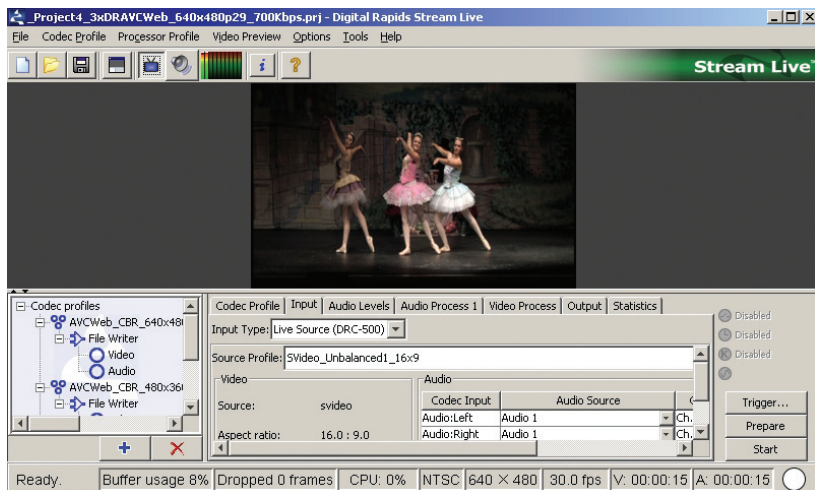 _Project4_3xDRAVCWeb_640x480p29_700Kbps.prj - Digital Rapids Stream Live
File Codec Profile Processor Profile Video Preview Options Tools Help
Stream Live
Codec profiles
AVCWeb_CBR_640x48
File Writer
Video
Audio
AVCWeb_CBR_480x36
File Writer
Codec Profile Input Audio Levels Audio Process 1 Video Process Output Statistics
Input Type: Live Source (DRC-500)
Source Profile: SVideo_Unbalanced1_16x9
Video
Source: svideo
Aspect ratio: 16.0 : 9.0
Audio
Codec Input Audio Source
Audio:Left Audio 1 Ch.
Audio:Right Audio 1 Ch.
Disabled
Disabled
Disabled
Trigger...
Prepare
Start
Ready. Buffer usage 8% Dropped 0 frames CPU: 0% NTSC 640 × 480 30.0 fps V: 00:00:15 A: 00:00:15